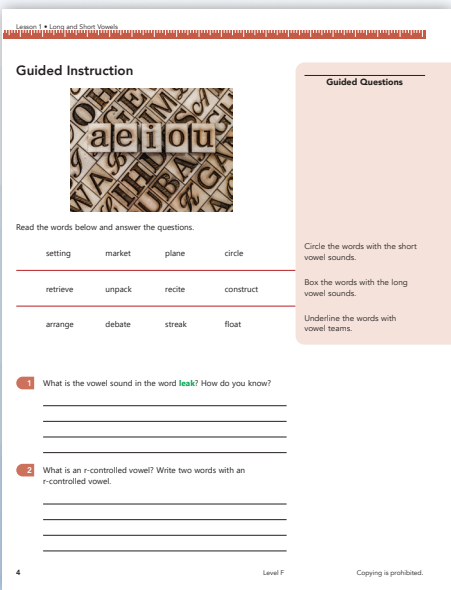 Lesson 1 • Long and Short Vowels
Guided Instruction
aeiou
Read the words below and answer the questions.
setting market plane circle
retrieve unpack recite construct
arrange debate streak float
Guided Questions
Circle the words with the short
vowel sounds.
Box the words with the long
vowel sounds.
Underline the words with
vowel teams.
1 What is the vowel sound in the word leak? How do you know?
2 What is an r-controlled vowel? Write two words with an
r-controlled vowel.
4 Level F Copying is prohibited.